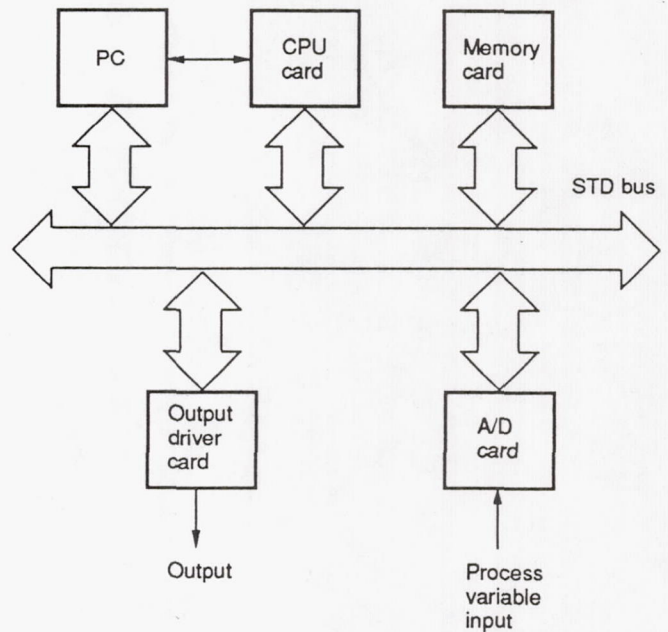 PC
CPU
card
Memory
card
STD bus
Output
driver
card
A/D
card
Output
Process
variable
input